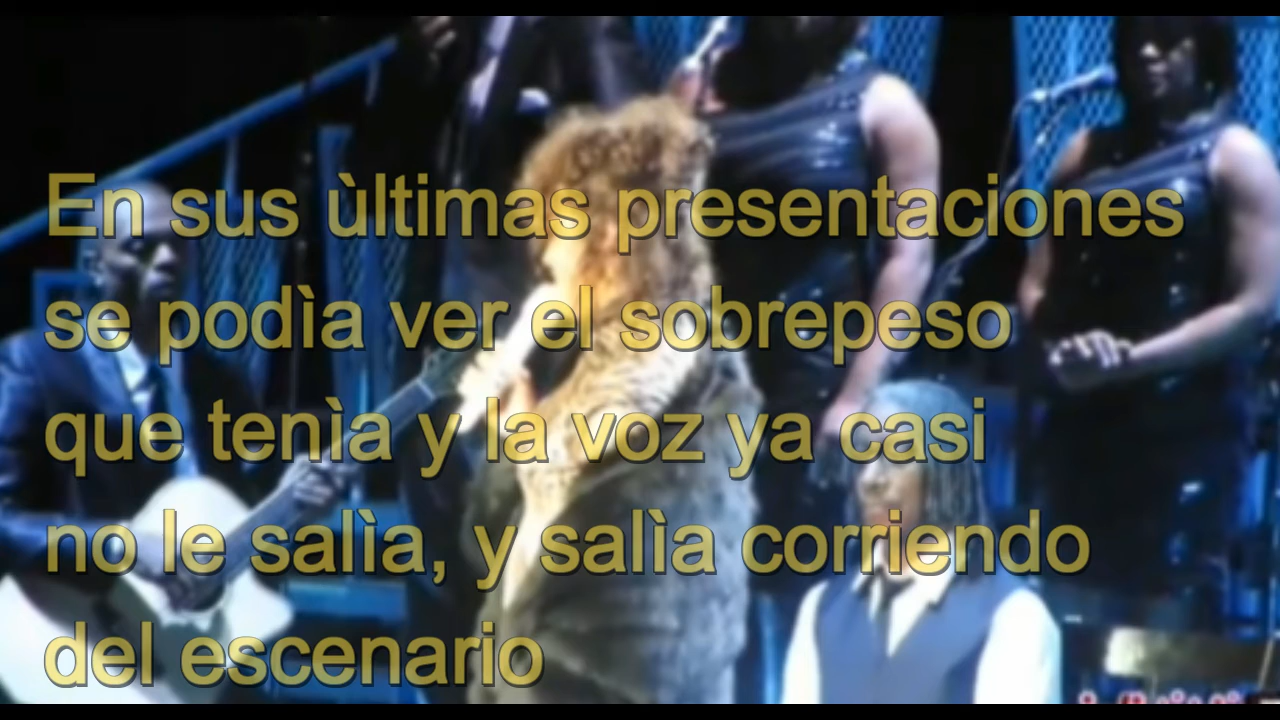 En sus ùltimas presentaciones
se podìa ver el sobrepeso
que tenìa y la voz ya casi
no le salìa, y salìa corriendo
del escenario